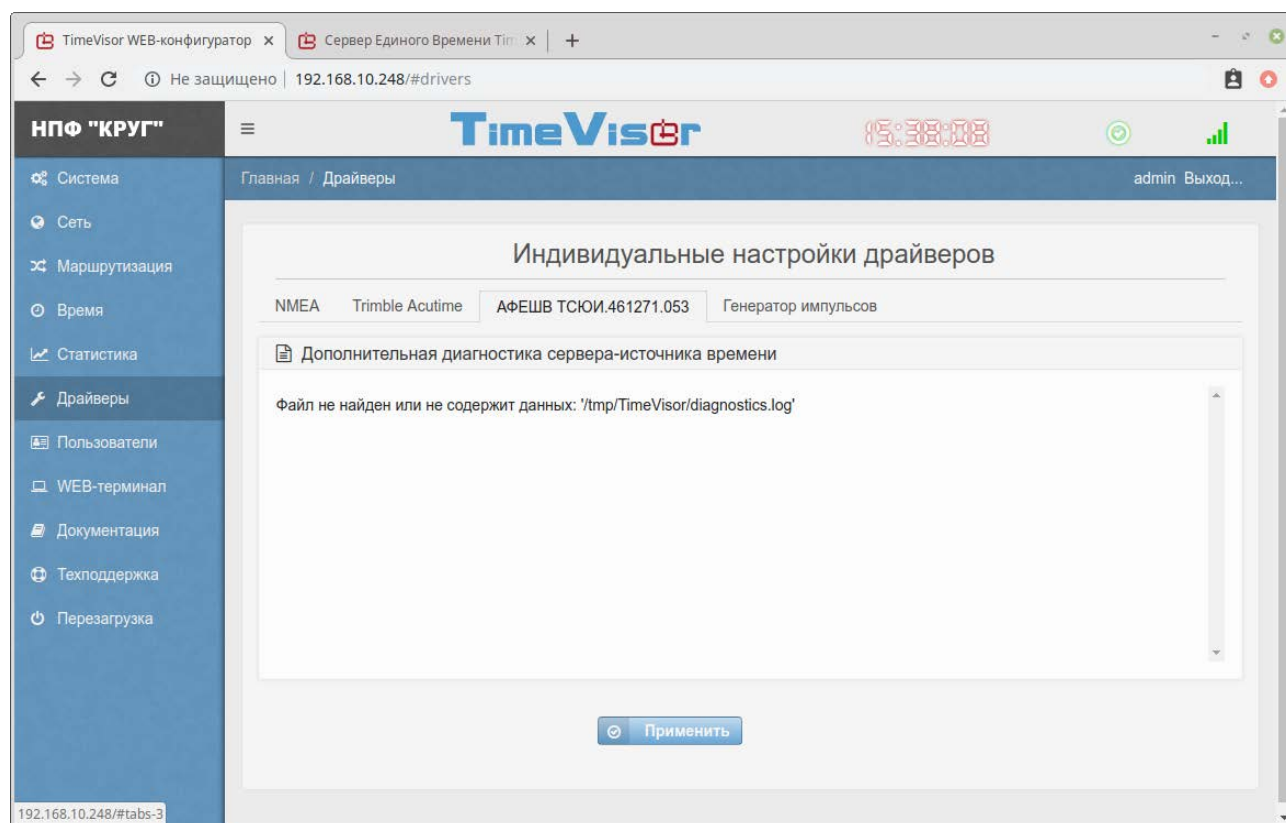 TimeVisor WEB-конфигуратор
Сервер Единого Времени Tim
Не защищено
192.168.10.248/#drivers
НПФ "КРУГ"
TimeVisor
15:38:08
Система
Сеть
Маршрутизация
Время
Статистика
Драйверы
Пользователи
WEB-терминал
Документация
Техподдержка
Перезагрузка
Главная / Драйверы
admin Выход...
Индивидуальные настройки драйверов
NMEA
Trimble Acutime
АФЕШВ ТСЮИ.461271.053
Генератор импульсов
Дополнительная диагностика сервера-источника времени
Файл не найден или не содержит данных: '/tmp/TimeVisor/diagnostics.log'
Применить
192.168.10.248/#tabs-3